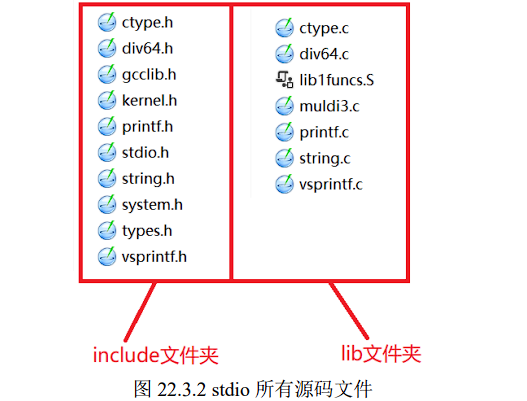 ctype.h
div64.h
gcclib.h
kernel.h
printf.h
stdio.h
string.h
system.h
types.h
vsprintf.h
ctype.c
div64.c
lib1funcs.S
muldi3.c
printf.c
string.c
vsprintf.c
include文件夹
lib文件夹
图 22.3.2 stdio 所有源码文件